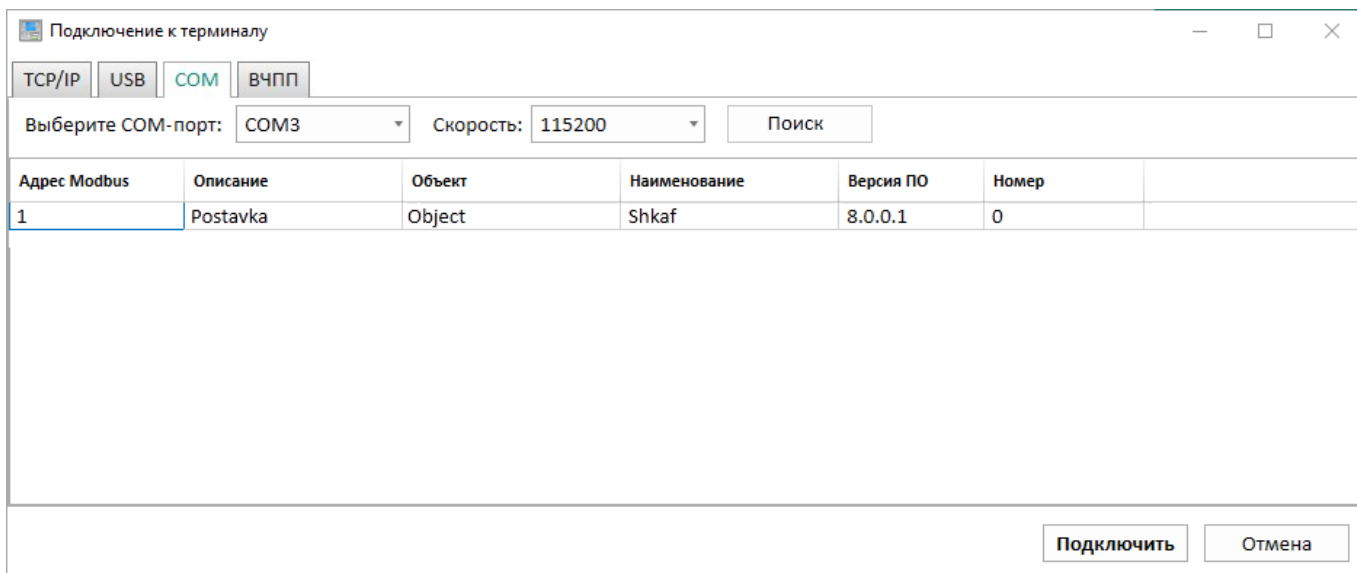 Подключение к терминалу
TCP/IP USB COM ВЧПП
Выберите COM-порт: COM3 Скорость: 115200 Поиск
Адрес Modbus Описание Объект Наименование Версия ПО Номер
1 Postavka Object Shkaf 8.0.0.1 0
Подключить Отмена